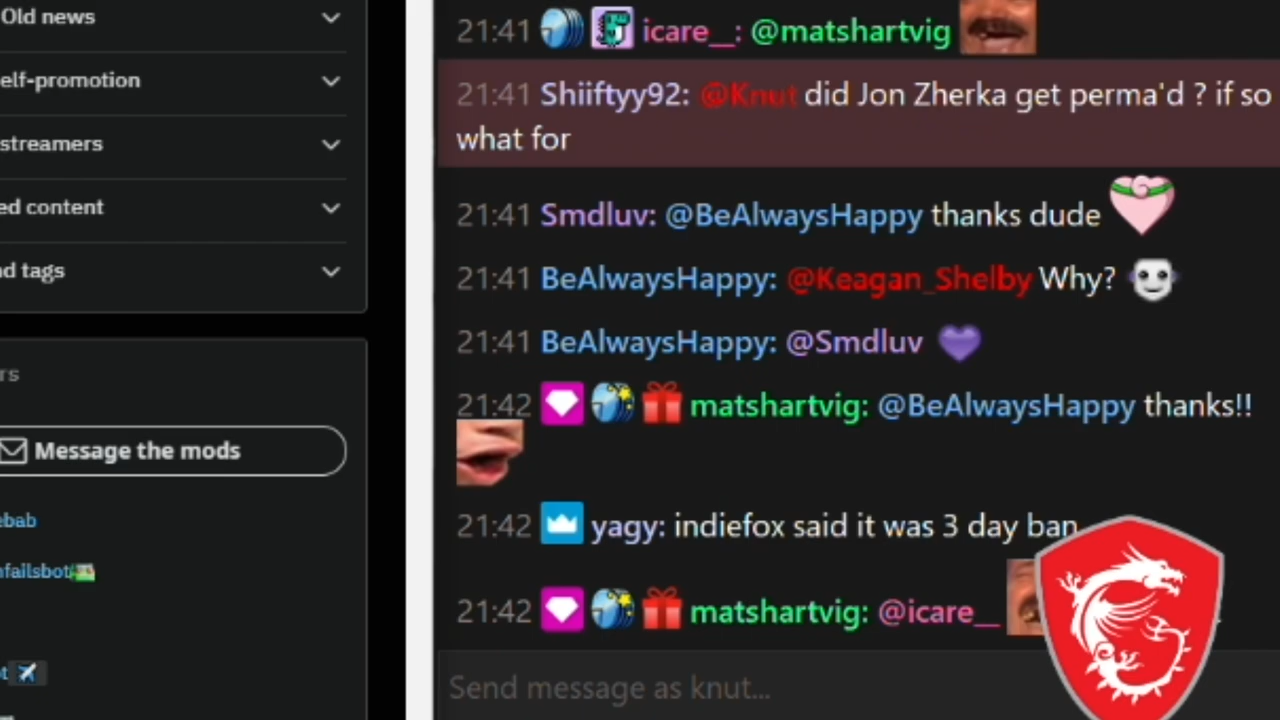 Old news
elf-promotion
streamers
ed content
nd tags
rs
Message the mods
ebab
nfailsbot
t
21:41 icare__: @matshartvig
21:41 Shiiftyy92: @Knut did Jon Zherka get perma'd ? if so
what for
21:41 Smdluv: @BeAlwaysHappy thanks dude
21:41 BeAlwaysHappy: @Keagan_Shelby Why?
21:41 BeAlwaysHappy: @Smdluv
21:42 matshartvig: @BeAlwaysHappy thanks!!
21:42 yagy: indiefox said it was 3 day ban
21:42 matshartvig: @icare__
Send message as knut...